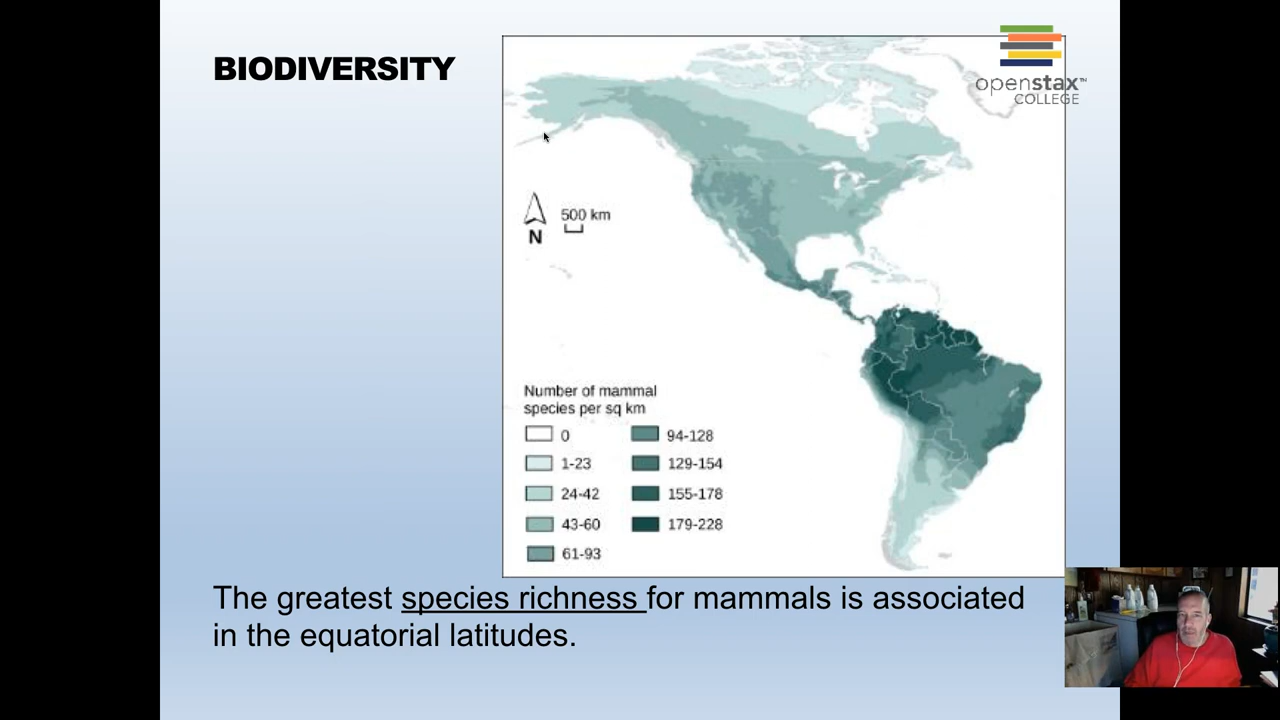 BIODIVERSITY
openstax™
COLLEGE
500 km
N
Number of mammal
species per sq km
0
94-128
1-23
129-154
24-42
155-178
43-60
179-228
61-93
The greatest species richness for mammals is associated
in the equatorial latitudes.